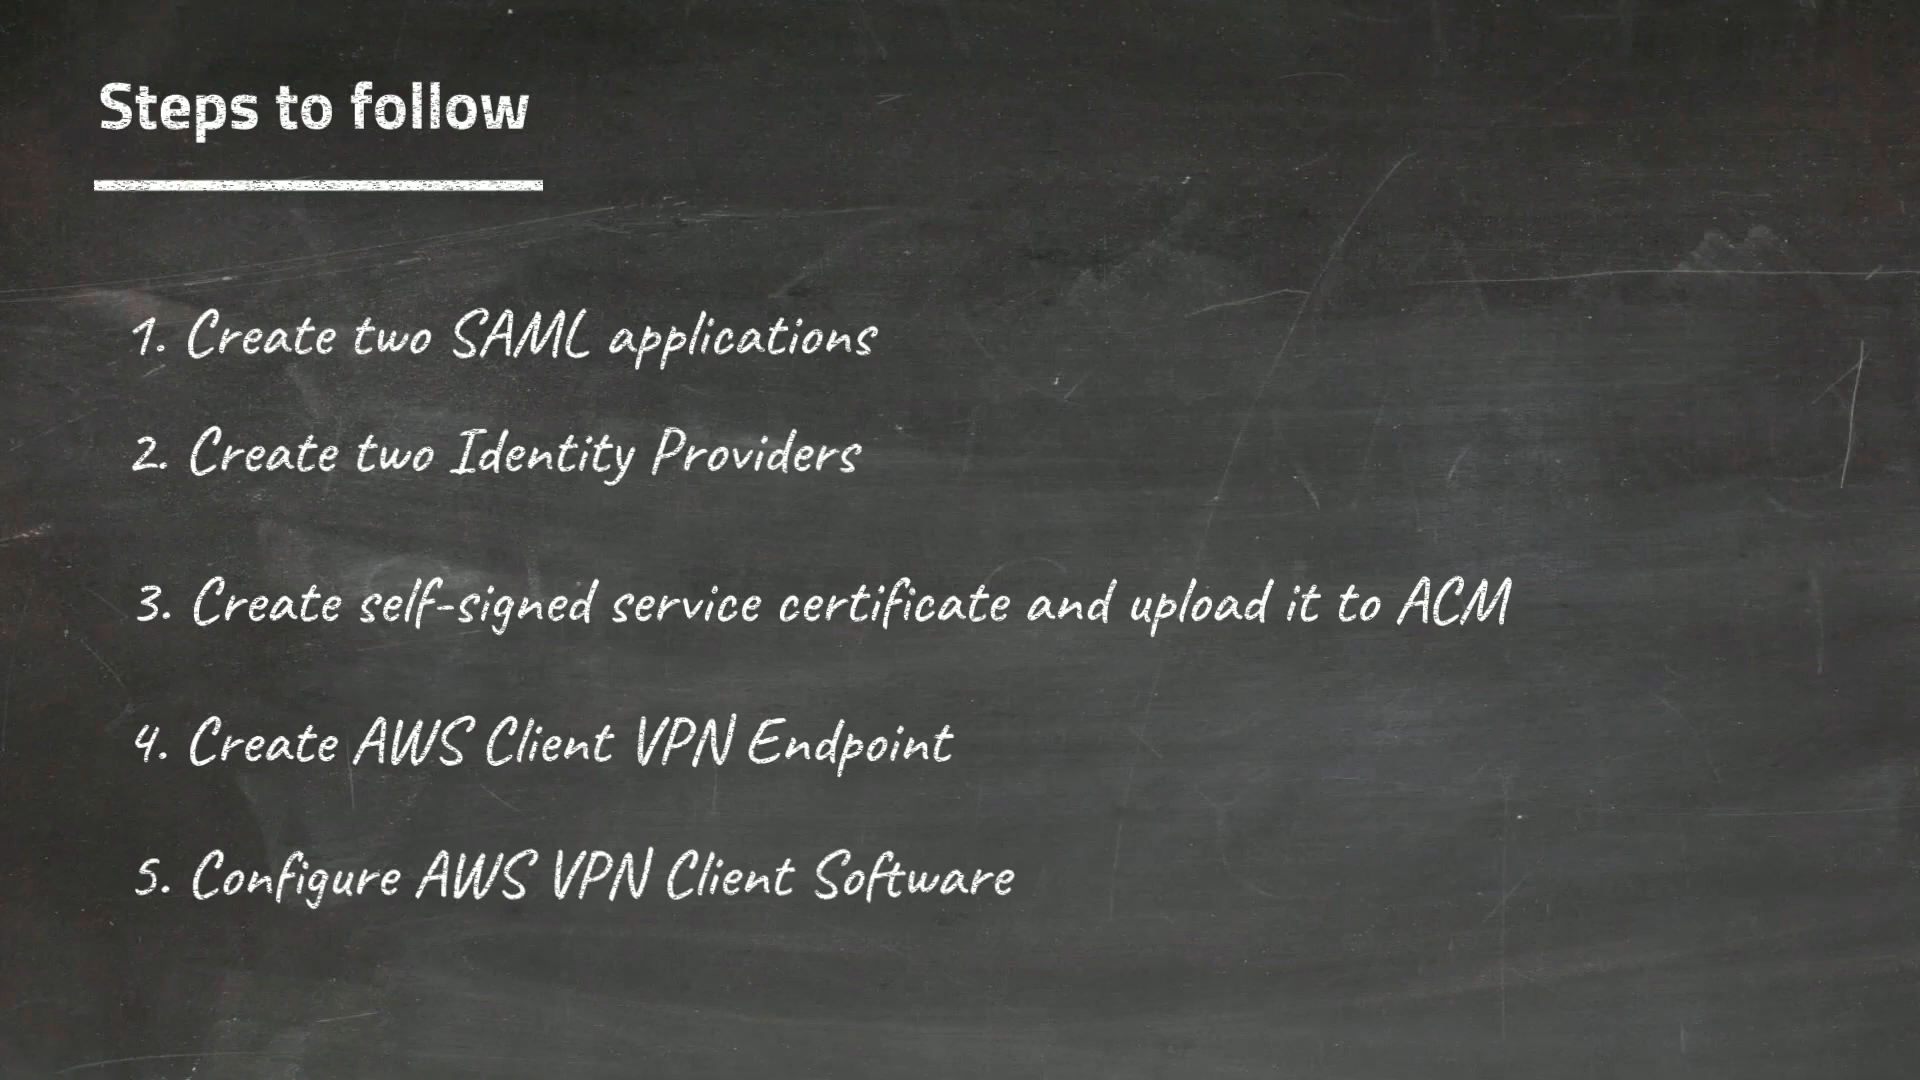 Steps to follow
1. Create two SAML applications
2. Create two Identity Providers
3. Create self-signed service certificate and upload it to ACM
4. Create AWS Client VPN Endpoint
5. Configure AWS VPN Client Software